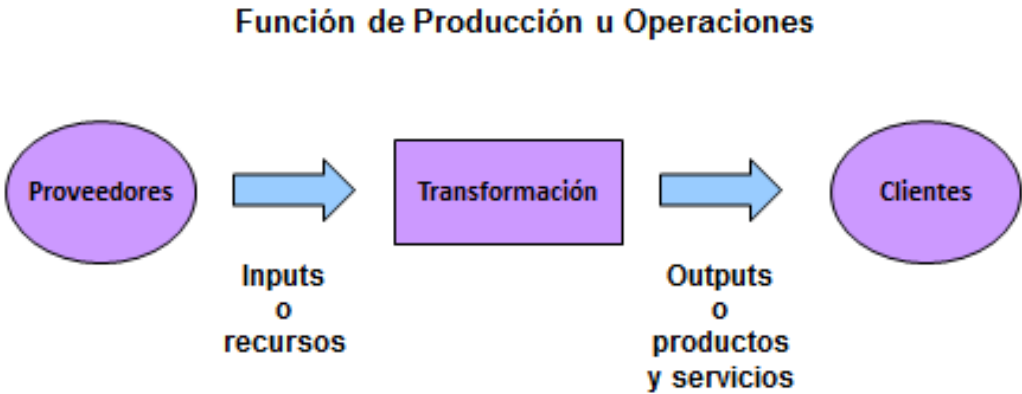 Función de Producción u Operaciones
Proveedores
Transformación
Clientes
Inputs
o
recursos
Outputs
o
productos
y servicios